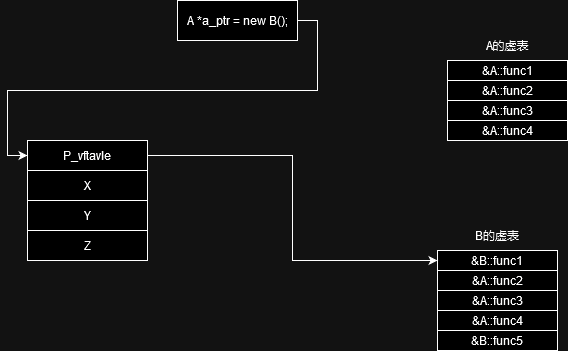 A *a_ptr = new B();
A的虚表
&A::func1
&A::func2
&A::func3
&A::func4
P_vftavle
X
Y
Z
B的虚表
&B::func1
&A::func2
&A::func3
&A::func4
&B::func5